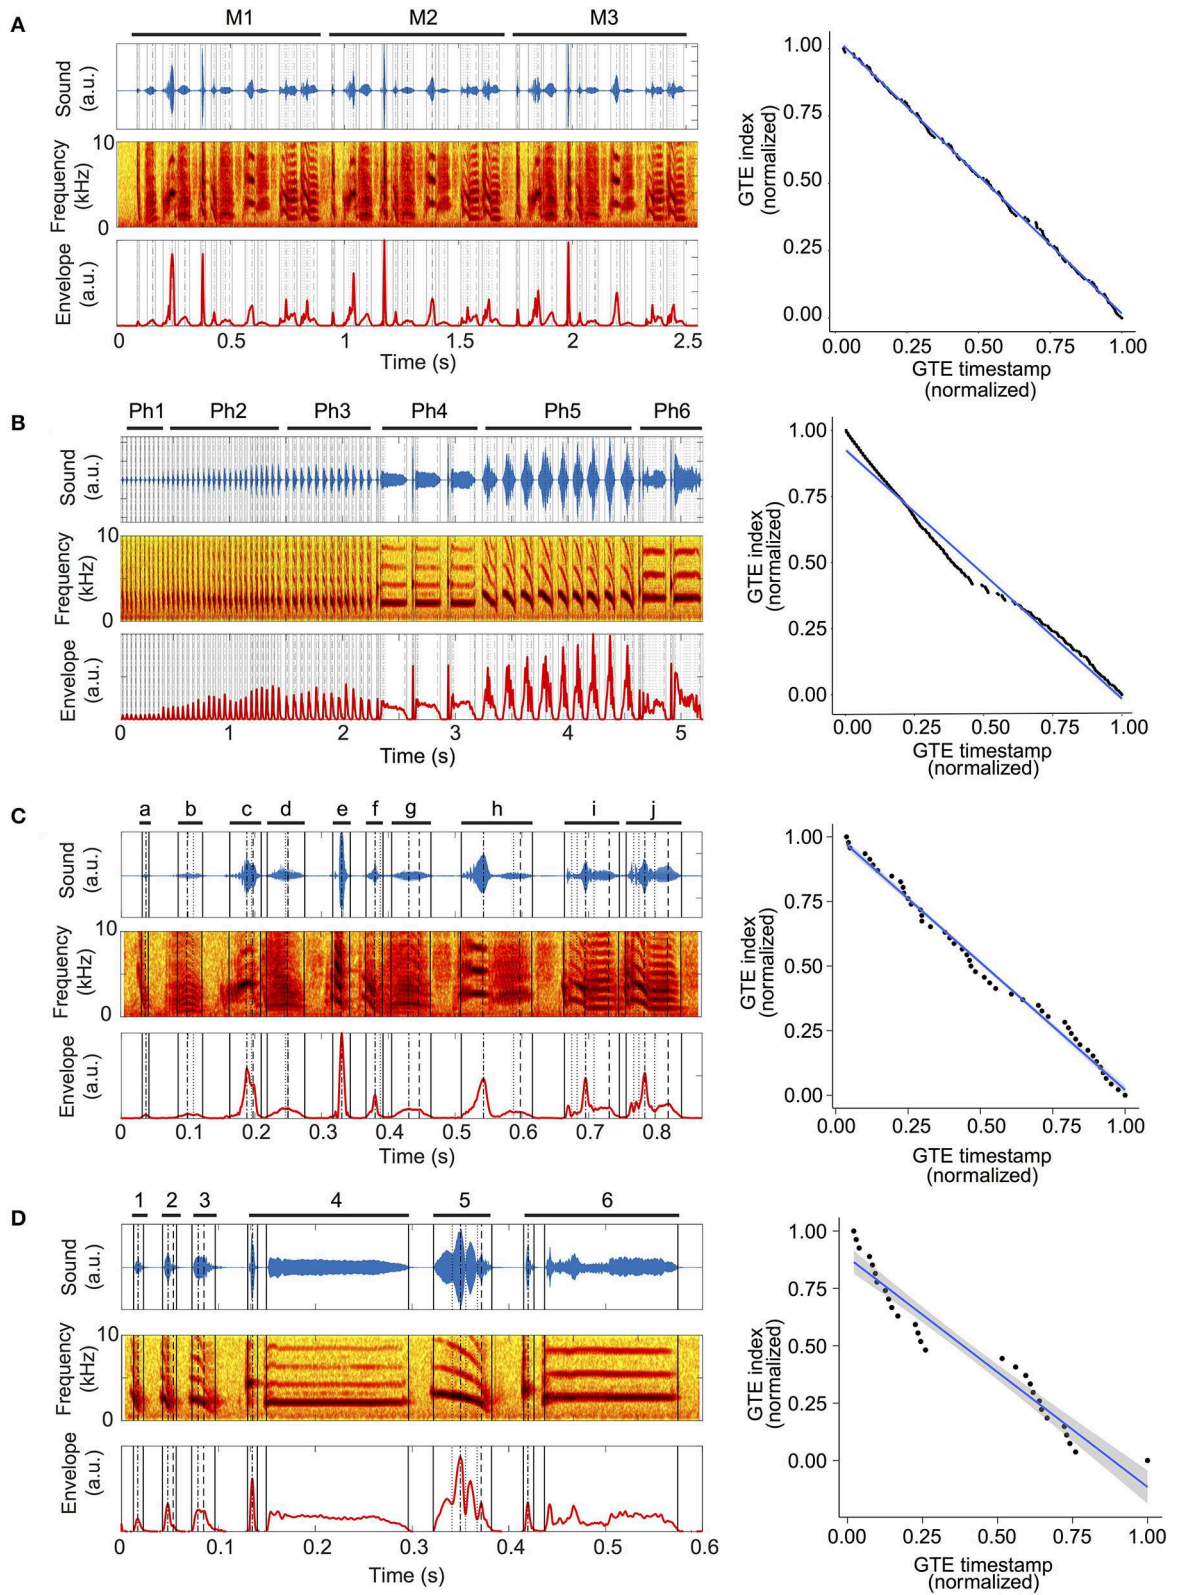 A
M1 M2 M3
Sound
(a.u.)
Frequency
(kHz)
10
0
Envelope
(a.u.)
0 0.5 1 1.5 2 2.5
Time (s)
GTE index
(normalized)
1.00
0.75
0.50
0.25
0.00
0.00 0.25 0.50 0.75 1.00
GTE timestamp
(normalized)
B
Ph1 Ph2 Ph3 Ph4 Ph5 Ph6
Sound
(a.u.)
Frequency
(kHz)
10
0
Envelope
(a.u.)
0 1 2 3 4 5
Time (s)
GTE index
(normalized)
1.00
0.75
0.50
0.25
0.00
0.00 0.25 0.50 0.75 1.00
GTE timestamp
(normalized)
C
a b c d e f g h i j
Sound
(a.u.)
Frequency
(kHz)
10
0
Envelope
(a.u.)
0 0.1 0.2 0.3 0.4 0.5 0.6 0.7 0.8
Time (s)
GTE index
(normalized)
1.00
0.75
0.50
0.25
0.00
0.00 0.25 0.50 0.75 1.00
GTE timestamp
(normalized)
D
1 2 3 4 5 6
Sound
(a.u.)
Frequency
(kHz)
10
0
Envelope
(a.u.)
0 0.1 0.2 0.3 0.4 0.5 0.6
Time (s)
GTE index
(normalized)
1.00
0.75
0.50
0.25
0.00
0.00 0.25 0.50 0.75 1.00
GTE timestamp
(normalized)